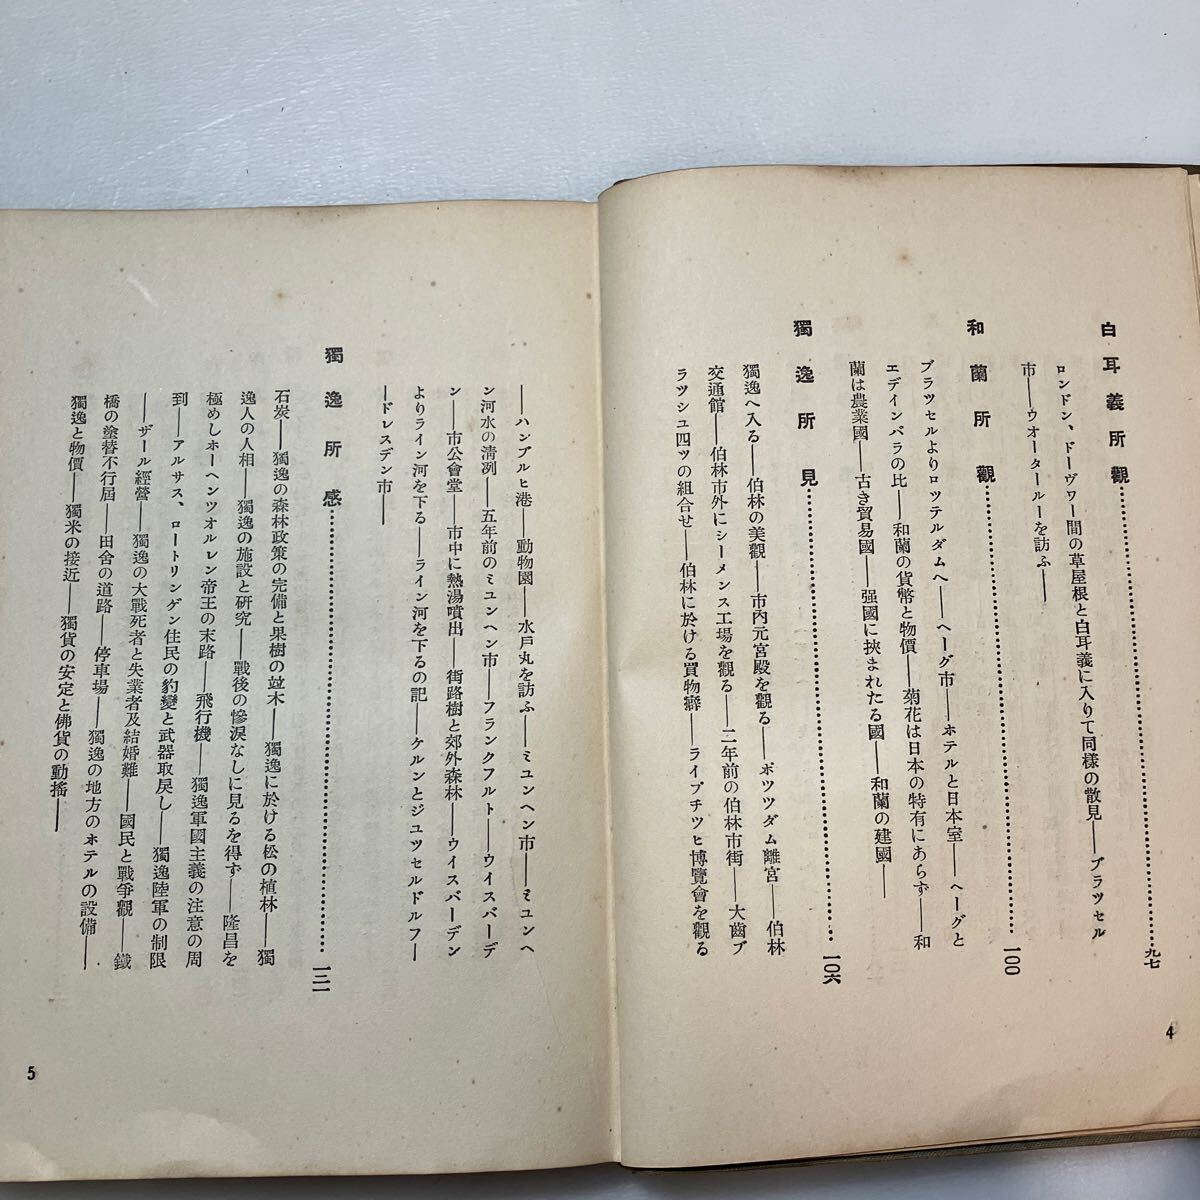 白耳義所觀……九七
ロンドン、ドーヴワー間の草屋根と白耳義に入りて同樣の散見――ブラツセル
市――ウオータールーを訪ふ――
和蘭所觀……一〇〇
ブラツセルよりロツテルダムへ――ヘーグ市――ホテルと日本室――ヘーグと
エデインバラの比――和蘭の貨幣と物價――菊花は日本の特有にあらず――和
蘭は農業國――古き貿易國――强國に挾まれたる國――和蘭の建國――
獨逸所見……一〇六
獨逸へ入る――伯林の美觀――市內元宮殿を觀る――ポツツダム離宮――伯林
交通館――伯林市外にシーメンス工場を觀る――二年前の伯林市街――大齒ブ
ラツシユ四ツの組合せ――伯林に於ける買物癖――ライプチツヒ博覽會を觀る
4
――ハンブルヒ港――動物園――水戶丸を訪ふ――ミユンヘン市――ミユンヘ
ン河水の淸冽――五年前のミユンヘン市――フランクフルト――ウイスバーデ
ン――市公會堂――市中に熱湯噴出――街路樹と郊外森林――ウイスバーデン
よりライン河を下る――ライン河を下るの記――ケルンとジユツセルドルフ―
―ドレスデン市――
獨逸所感……一三一
石炭――獨逸の森林政策の完備と果樹の竝木――獨逸に於ける松の植林――獨
逸人の人相――獨逸の施設と硏究――戰後の慘淚なしに見るを得ず――隆昌を
極めしホーヘンツオルレン帝王の末路――飛行機――獨逸軍國主義の注意の周
到――アルサス、ロートリンゲン住民の豹變と武器取戾し――獨逸陸軍の制限
――ザール經營――獨逸の大戰死者と失業者及結婚難――國民と戰爭觀――鐵
橋の塗替不行屆――田舍の道路――停車場――獨逸の地方のホテルの設備――
獨逸と物價――獨米の接近――獨貨の安定と佛貨の動搖――
5